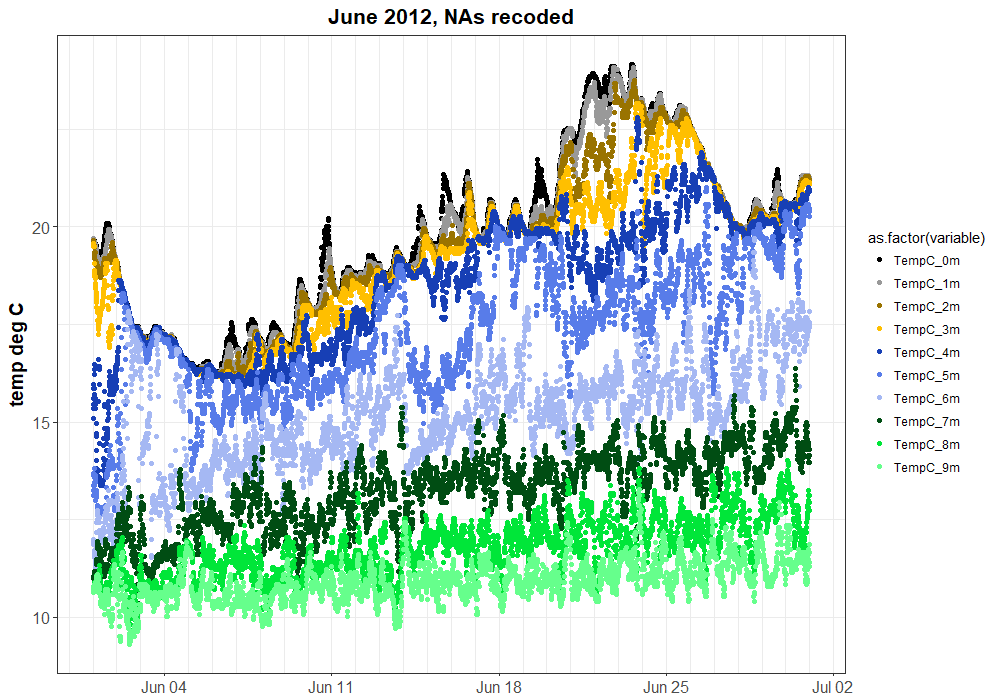 June 2012, NAs recoded
temp deg C
20
15
10
Jun 04
Jun 11
Jun 18
Jun 25
Jul 02
as.factor(variable)
TempC_0m
TempC_1m
TempC_2m
TempC_3m
TempC_4m
TempC_5m
TempC_6m
TempC_7m
TempC_8m
TempC_9m